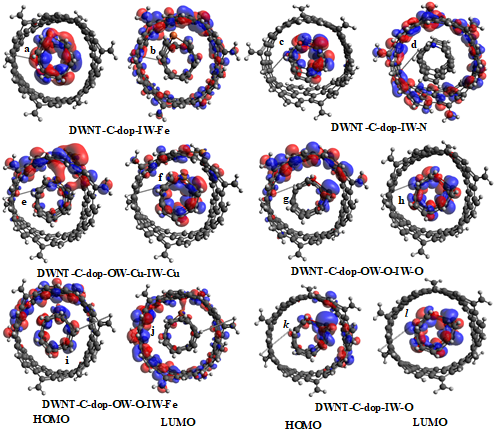 a b c d
DWNT-C-dop-IW-Fe DWNT-C-dop-IW-N
e f g h
DWNT-C-dop-OW-Cu-IW-Cu DWNT-C-dop-OW-O-IW-O
i j k l
DWNT-C-dop-OW-O-IW-Fe DWNT-C-dop-IW-O
HOMO LUMO HOMO LUMO